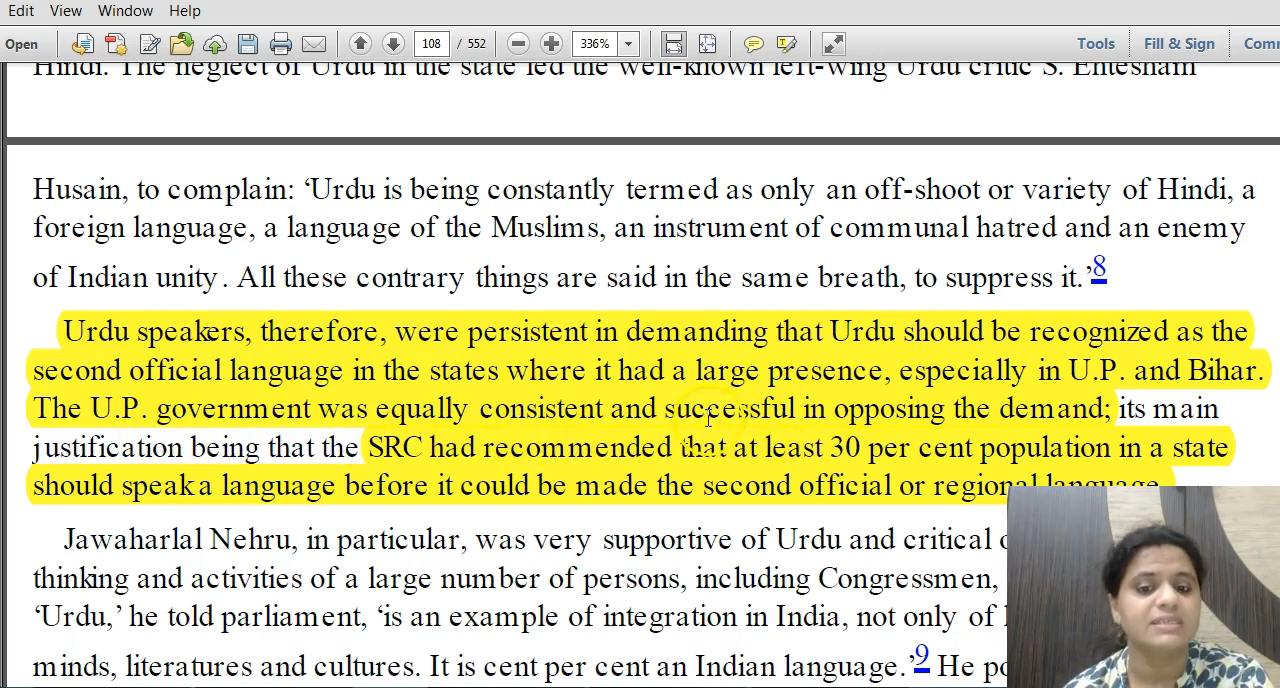 Edit View Window Help
Open 108 / 552 336% Tools Fill & Sign Comm
Hindi. The neglect of Urdu in the state led the well-known left-wing Urdu critic S. Ehtesham
Husain, to complain: ‘Urdu is being constantly termed as only an off-shoot or variety of Hindi, a
foreign language, a language of the Muslims, an instrument of communal hatred and an enemy
of Indian unity. All these contrary things are said in the same breath, to suppress it.’8
Urdu speakers, therefore, were persistent in demanding that Urdu should be recognized as the
second official language in the states where it had a large presence, especially in U.P. and Bihar.
The U.P. government was equally consistent and successful in opposing the demand; its main
justification being that the SRC had recommended that at least 30 per cent population in a state
should speak a language before it could be made the second official or regional language.
Jawaharlal Nehru, in particular, was very supportive of Urdu and critical o
thinking and activities of a large number of persons, including Congressmen,
‘Urdu,’ he told parliament, ‘is an example of integration in India, not only of
minds, literatures and cultures. It is cent per cent an Indian language.’9 He po